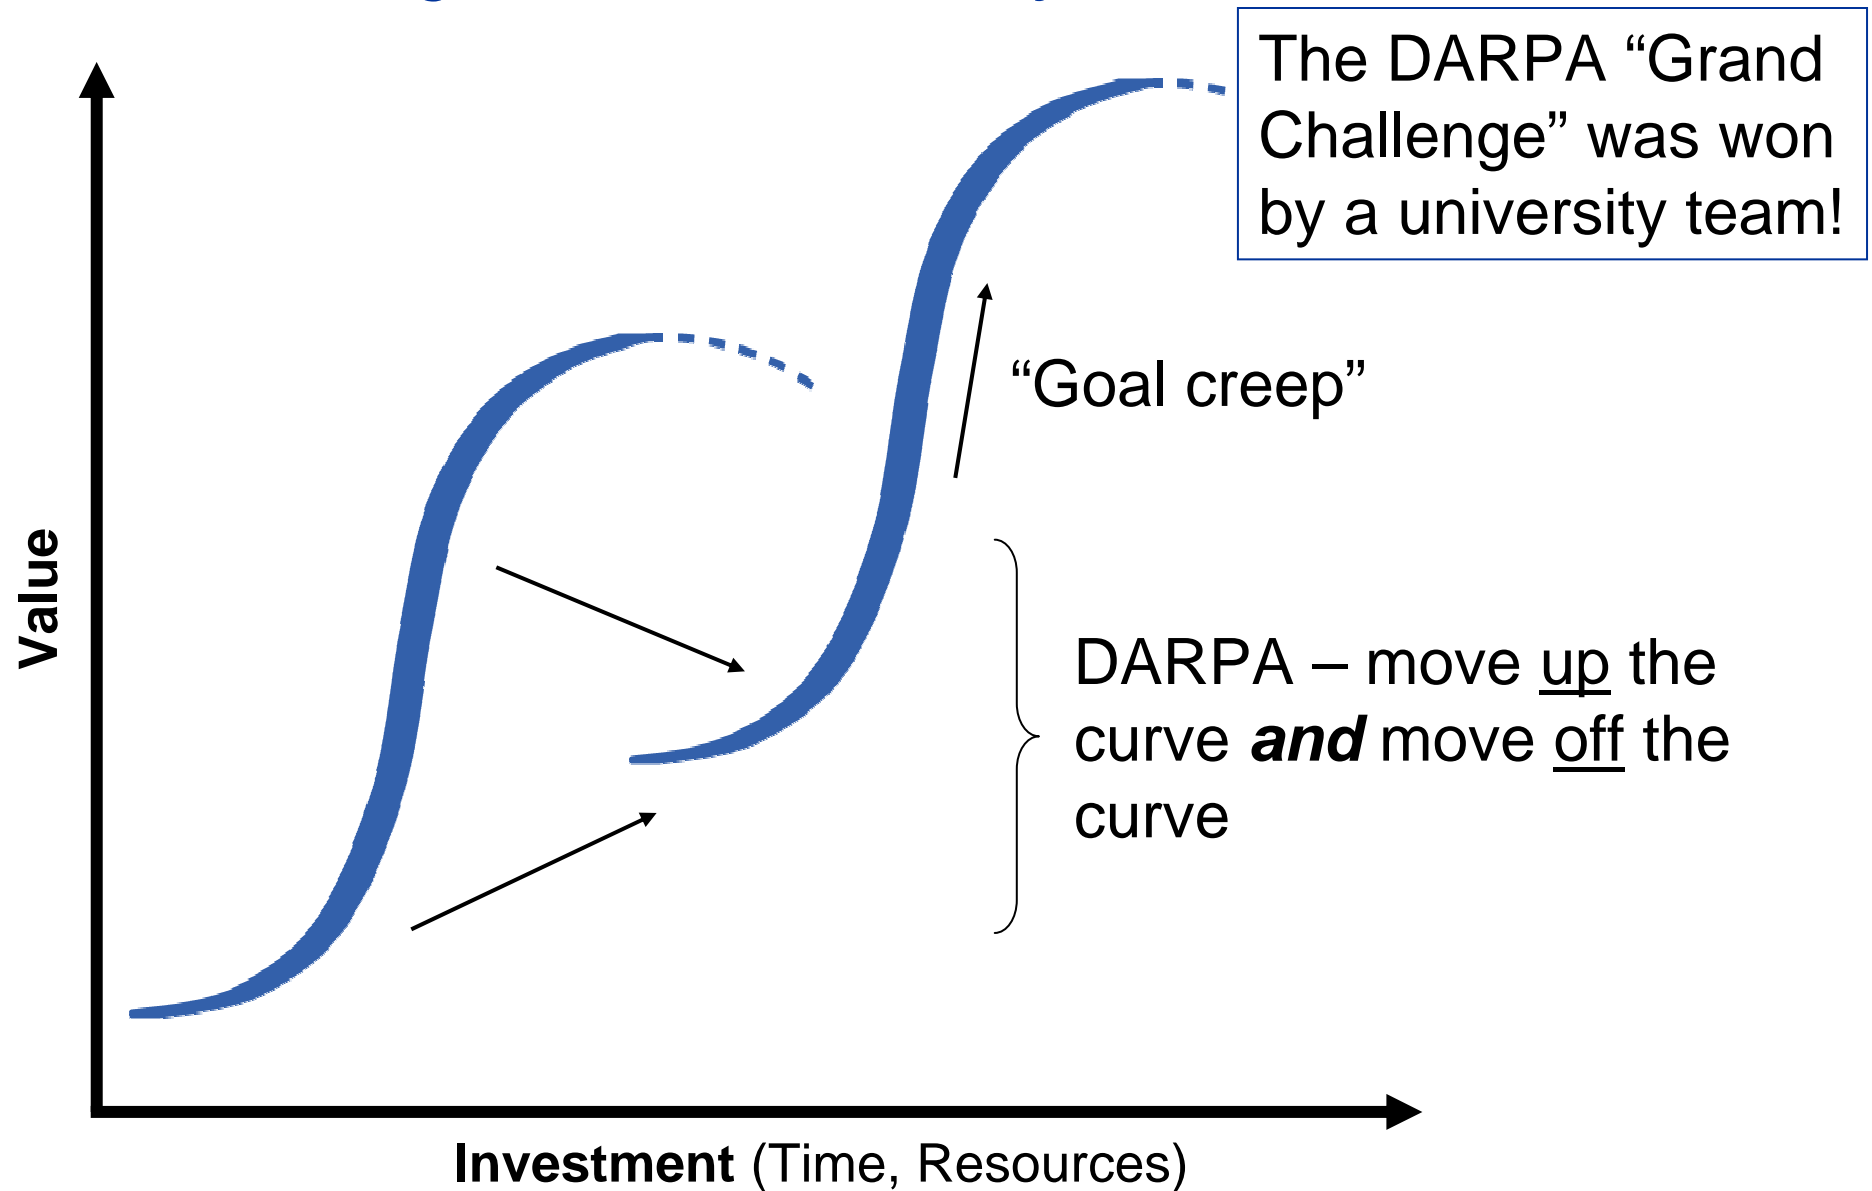 The DARPA “Grand
Challenge” was won
by a university team!
“Goal creep”
DARPA – move up the
curve and move off the
curve
Value
Investment (Time, Resources)